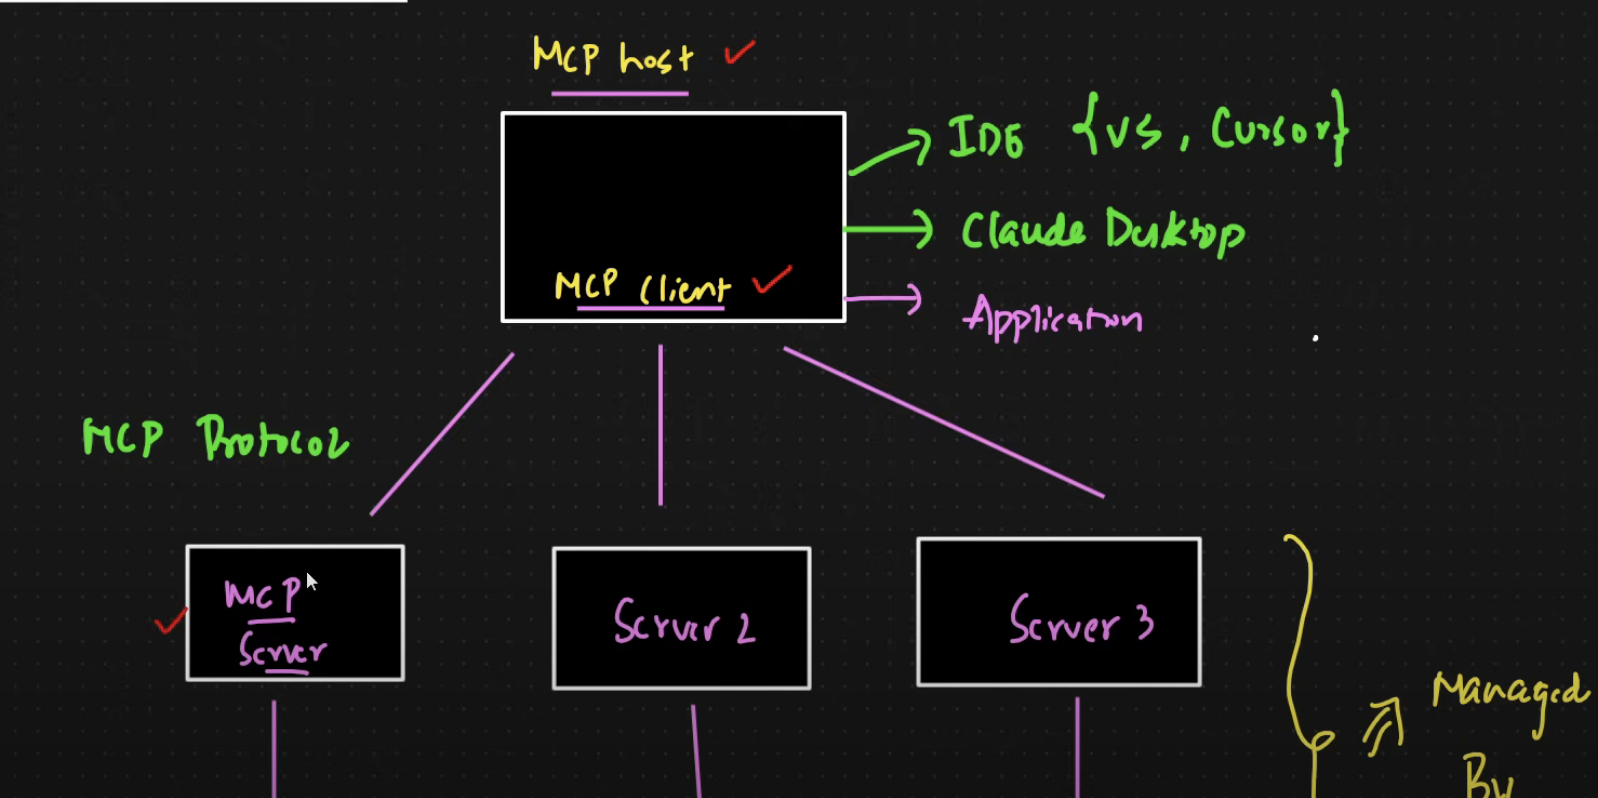 MCP host
IDE {VS, Cursor}
Claude Desktop
MCP Client
Application
MCP Protocol
MCP
Server
Server 2
Server 3
Managed
By